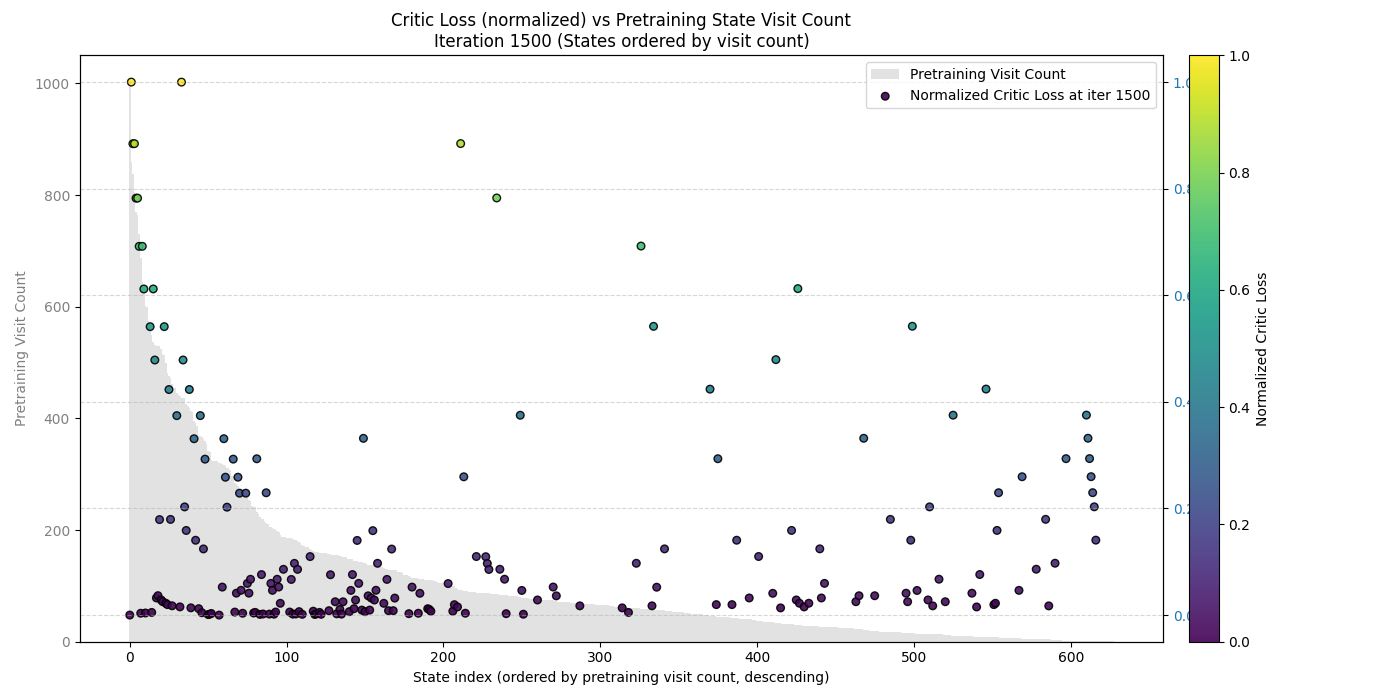 Critic Loss (normalized) vs Pretraining State Visit Count
Iteration 1500 (States ordered by visit count)
Pretraining Visit Count
Normalized Critic Loss at iter 1500
1000
800
600
400
200
0
Pretraining Visit Count
0
100
200
300
400
500
600
State index (ordered by pretraining visit count, descending)
1.0
0.8
0.6
0.4
0.2
0.0
Normalized Critic Loss